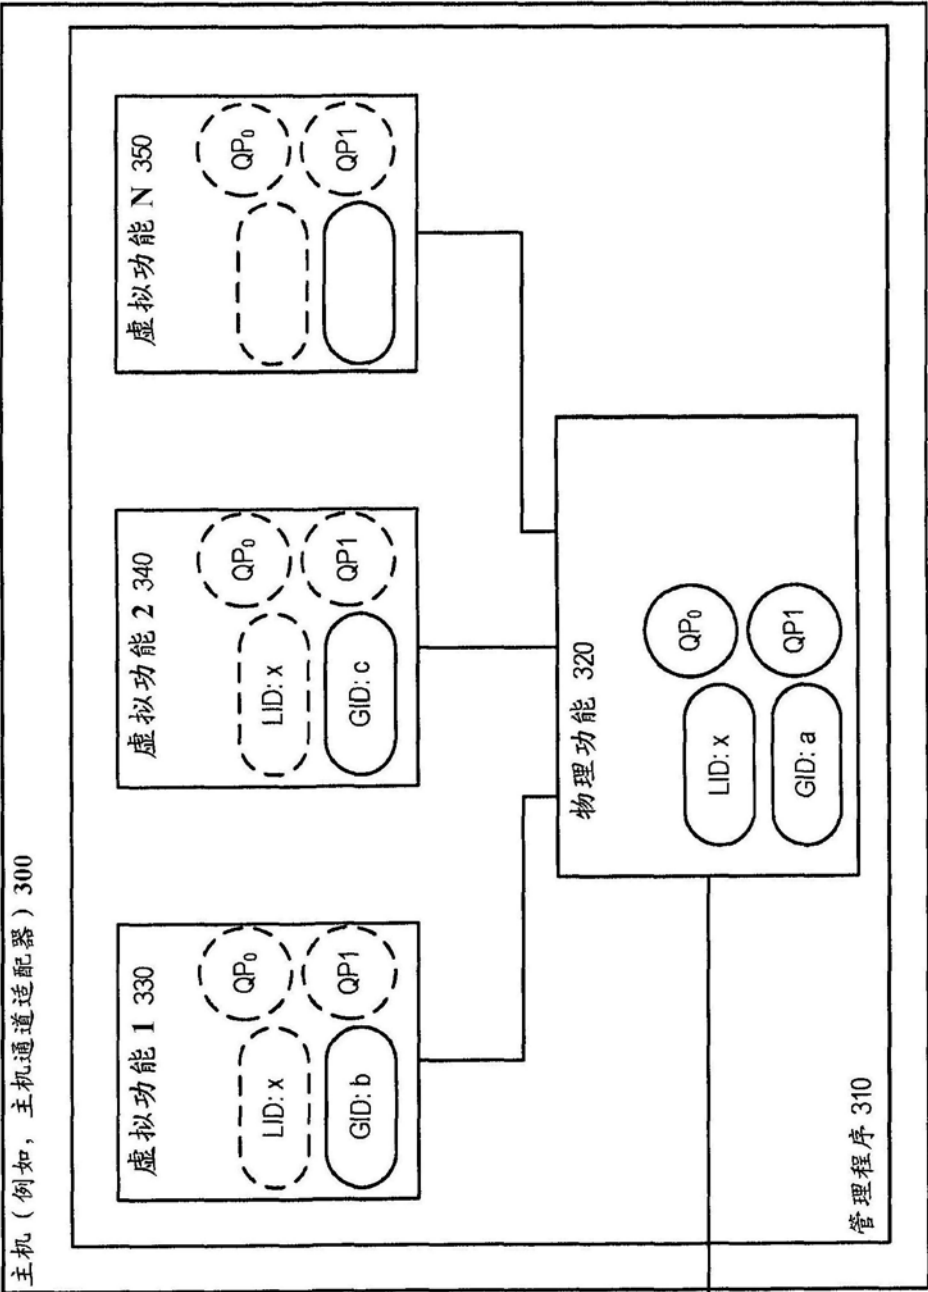 主机（例如，主机通道适配器）300
虚拟功能 1 330
LID: x
QP₀
GID: b
QP1
虚拟功能 2 340
LID: x
QP₀
GID: c
QP1
虚拟功能 N 350
QP₀
QP1
物理功能 320
LID: x
QP₀
GID: a
QP1
管理程序 310